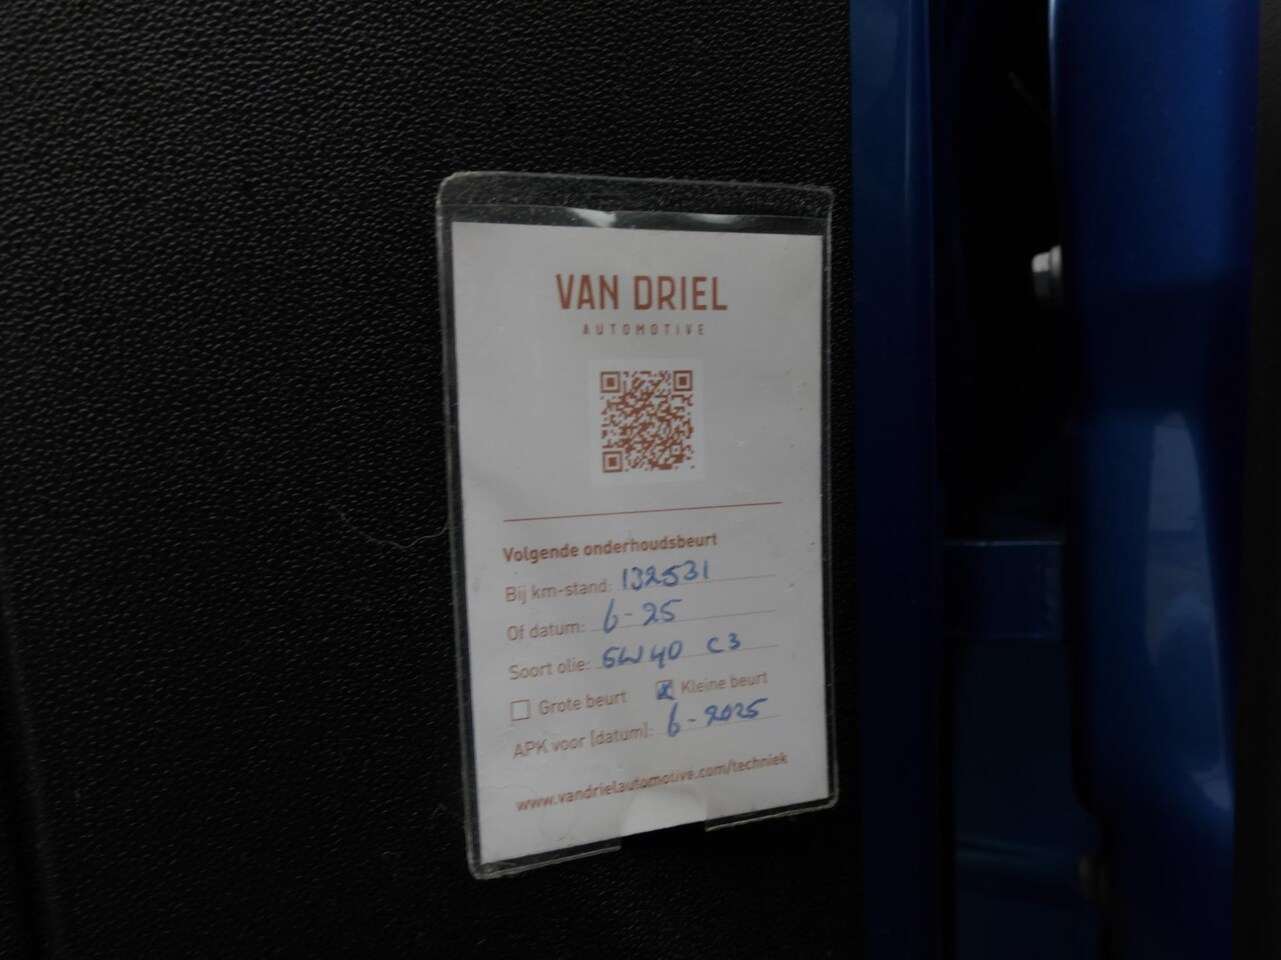 VAN DRIEL
AUTOMOTIVE
Volgende onderhoudsbeurt
Bij km-stand: 132531
Of datum: 6-25
Soort olie: 5W40 C3
Grote beurt Kleine beurt
APK voor (datum): 6-2025
www.vandrielautomotive.com/techniek